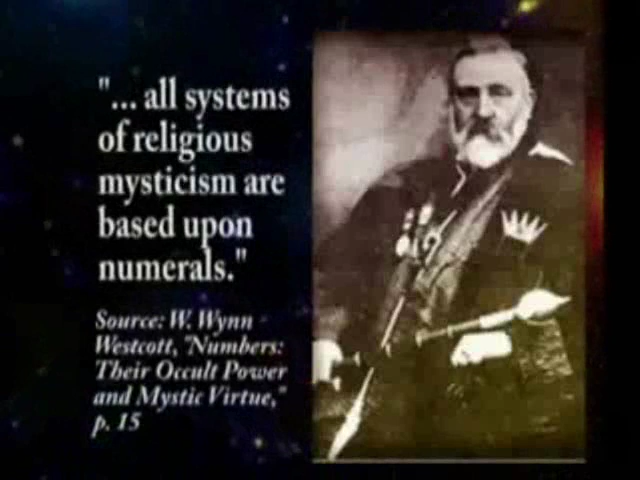 "... all systems
of religious
mysticism are
based upon
numerals."
Source: W. Wynn
Westcott, "Numbers:
Their Occult Power
and Mystic Virtue,"
p. 15